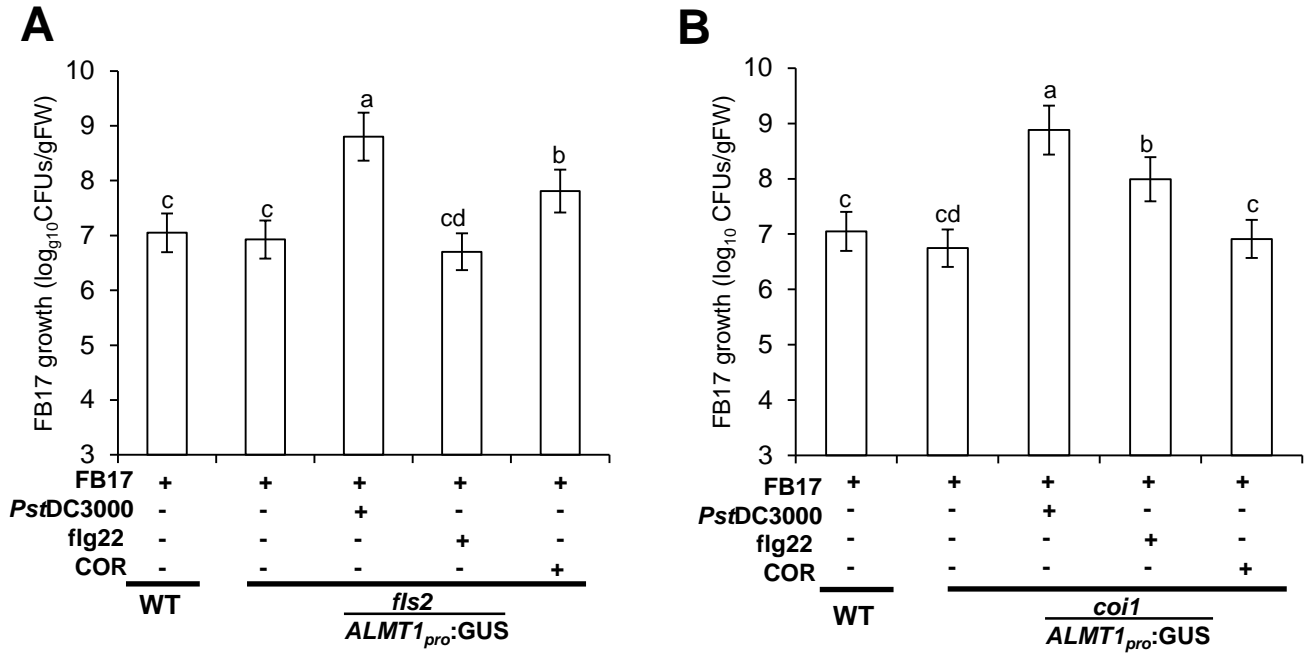 A
FB17 growth (logg10CFUs/gFW)
10
9
8
7
6
5
4
3
c
c
a
cd
b
FB17 + + + + +
PstDC3000 - - + - -
flg22 - - - + -
COR - - - - +
WT
fls2
ALMT1pro:GUS
B
FB17 growth (log10 CFUs/gFW)
10
9
8
7
6
5
4
3
c
cd
a
b
c
FB17 + + + + +
PstDC3000 - - + - -
flg22 - - - + -
COR - - - - +
WT
coi1
ALMT1pro:GUS